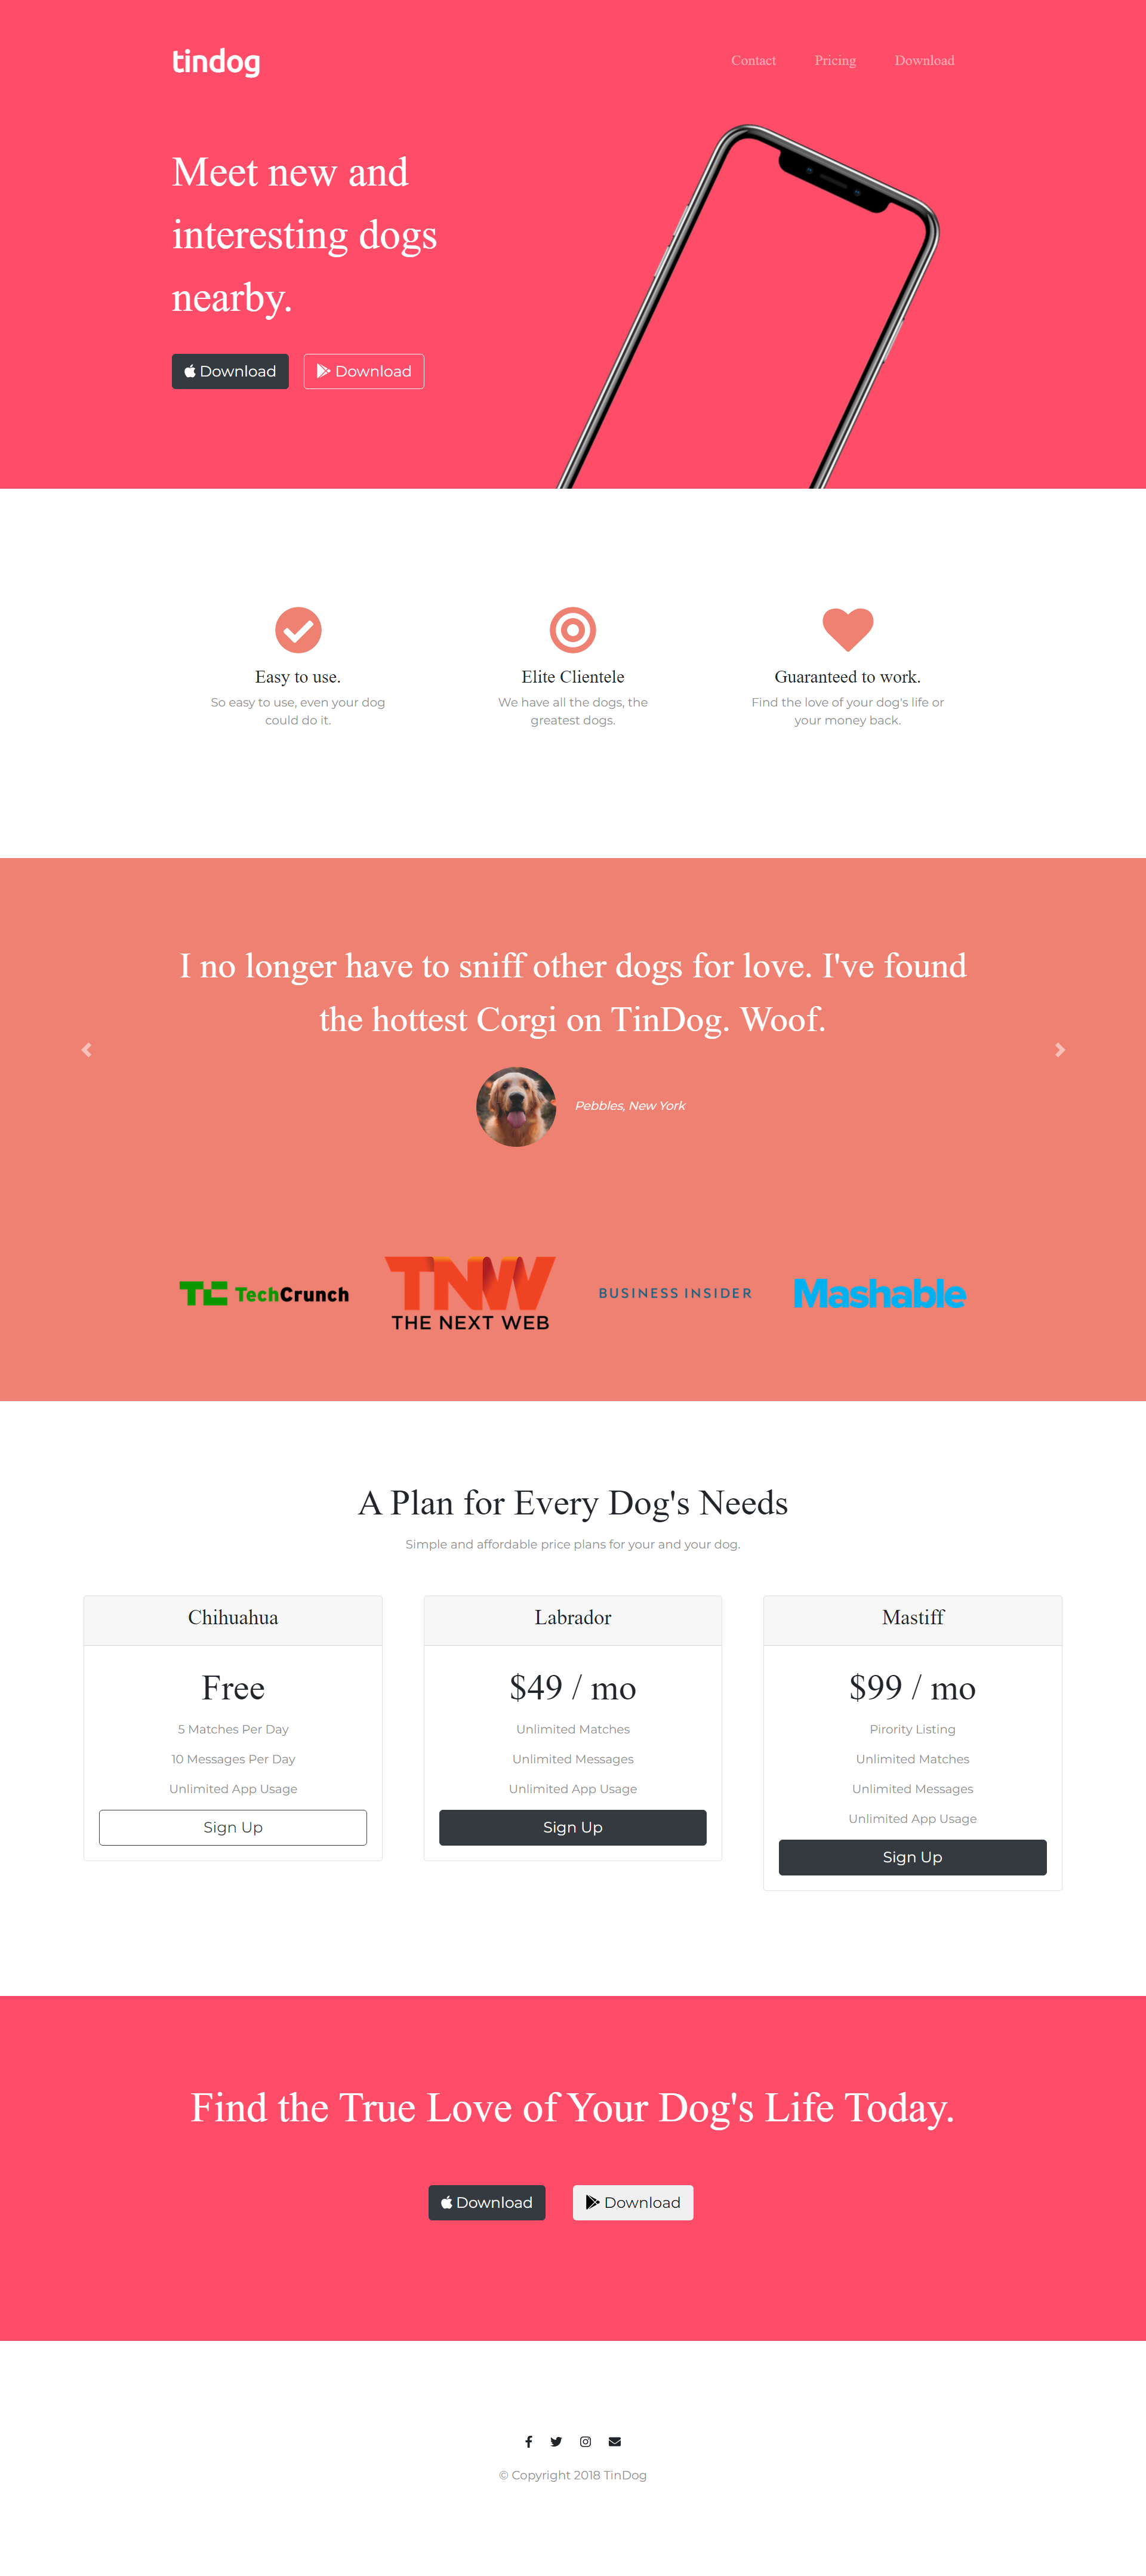 tindog
Contact Pricing Download
Meet new and
interesting dogs
nearby.
Download Download
Easy to use.
So easy to use, even your dog
could do it.
Elite Clientele
We have all the dogs, the
greatest dogs.
Guaranteed to work.
Find the love of your dog's life or
your money back.
I no longer have to sniff other dogs for love. I've found
the hottest Corgi on TinDog. Woof.
Pebbles, New York
TC TechCrunch
TNW
THE NEXT WEB
BUSINESS INSIDER
Mashable
A Plan for Every Dog's Needs
Simple and affordable price plans for your and your dog.
Chihuahua
Free
5 Matches Per Day
10 Messages Per Day
Unlimited App Usage
Sign Up
Labrador
$49 / mo
Unlimited Matches
Unlimited Messages
Unlimited App Usage
Sign Up
Mastiff
$99 / mo
Pirority Listing
Unlimited Matches
Unlimited Messages
Unlimited App Usage
Sign Up
Find the True Love of Your Dog's Life Today.
Download Download
© Copyright 2018 TinDog